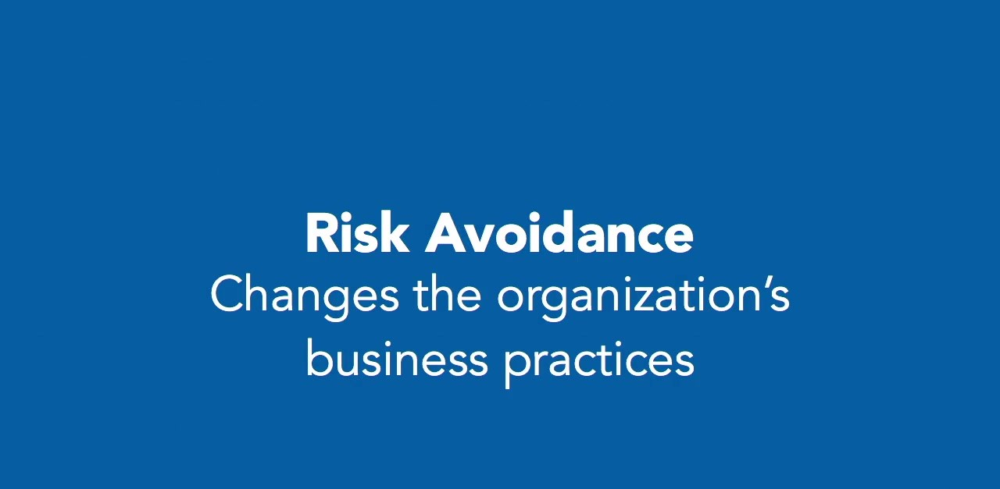 Risk Avoidance
Changes the organization’s
business practices